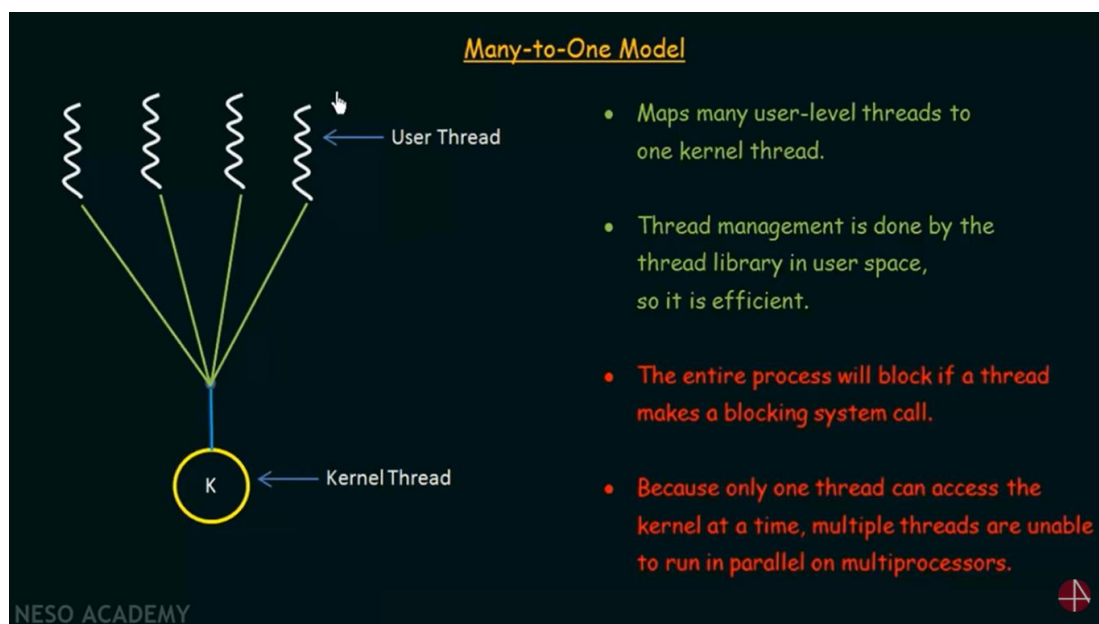 Many-to-One Model
User Thread
Kernel Thread
K
• Maps many user-level threads to
one kernel thread.
• Thread management is done by the
thread library in user space,
so it is efficient.
• The entire process will block if a thread
makes a blocking system call.
• Because only one thread can access the
kernel at a time, multiple threads are unable
to run in parallel on multiprocessors.
NESO ACADEMY